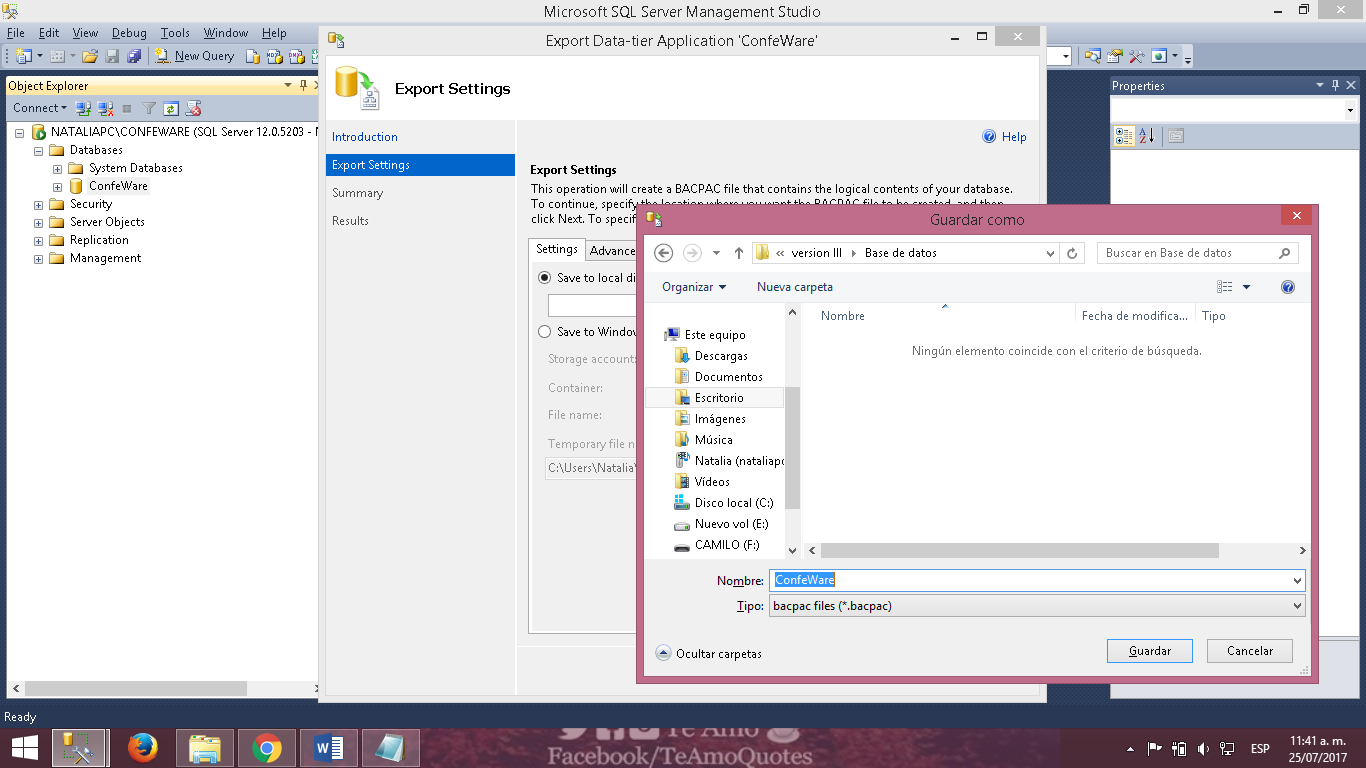 Microsoft SQL Server Management Studio
File Edit View Debug Tools Window Help
New Query
Object Explorer
Connect
NATALIAPC\CONFEWARE (SQL Server 12.0.5203 -
Databases
System Databases
ConfeWare
Security
Server Objects
Replication
Management
Ready
Export Data-tier Application 'ConfeWare'
Export Settings
Introduction
Export Settings
Summary
Results
Help
Export Settings
This operation will create a BACPAC file that contains the logical contents of your database.
To continue, specify the location where you want the BACPAC file to be created, and then
click Next. To specif
Settings Advance
Save to local di
Save to Window
Storage account:
Container:
File name:
Temporary file n
C:\Users\Natalia\
Guardar como
« version III Base de datos
Buscar en Base de datos
Organizar Nueva carpeta
Nombre Fecha de modifica... Tipo
Ningún elemento coincide con el criterio de búsqueda.
Este equipo
Descargas
Documentos
Escritorio
Imágenes
Música
Natalia (nataliapc
Vídeos
Disco local (C:)
Nuevo vol (E:)
CAMILO (F:)
Nombre: ConfeWare
Tipo: bacpac files (*.bacpac)
Ocultar carpetas
Guardar Cancelar
Properties
Te Amo
Facebook/TeAmoQuotes
ESP
11:41 a. m.
25/07/2017